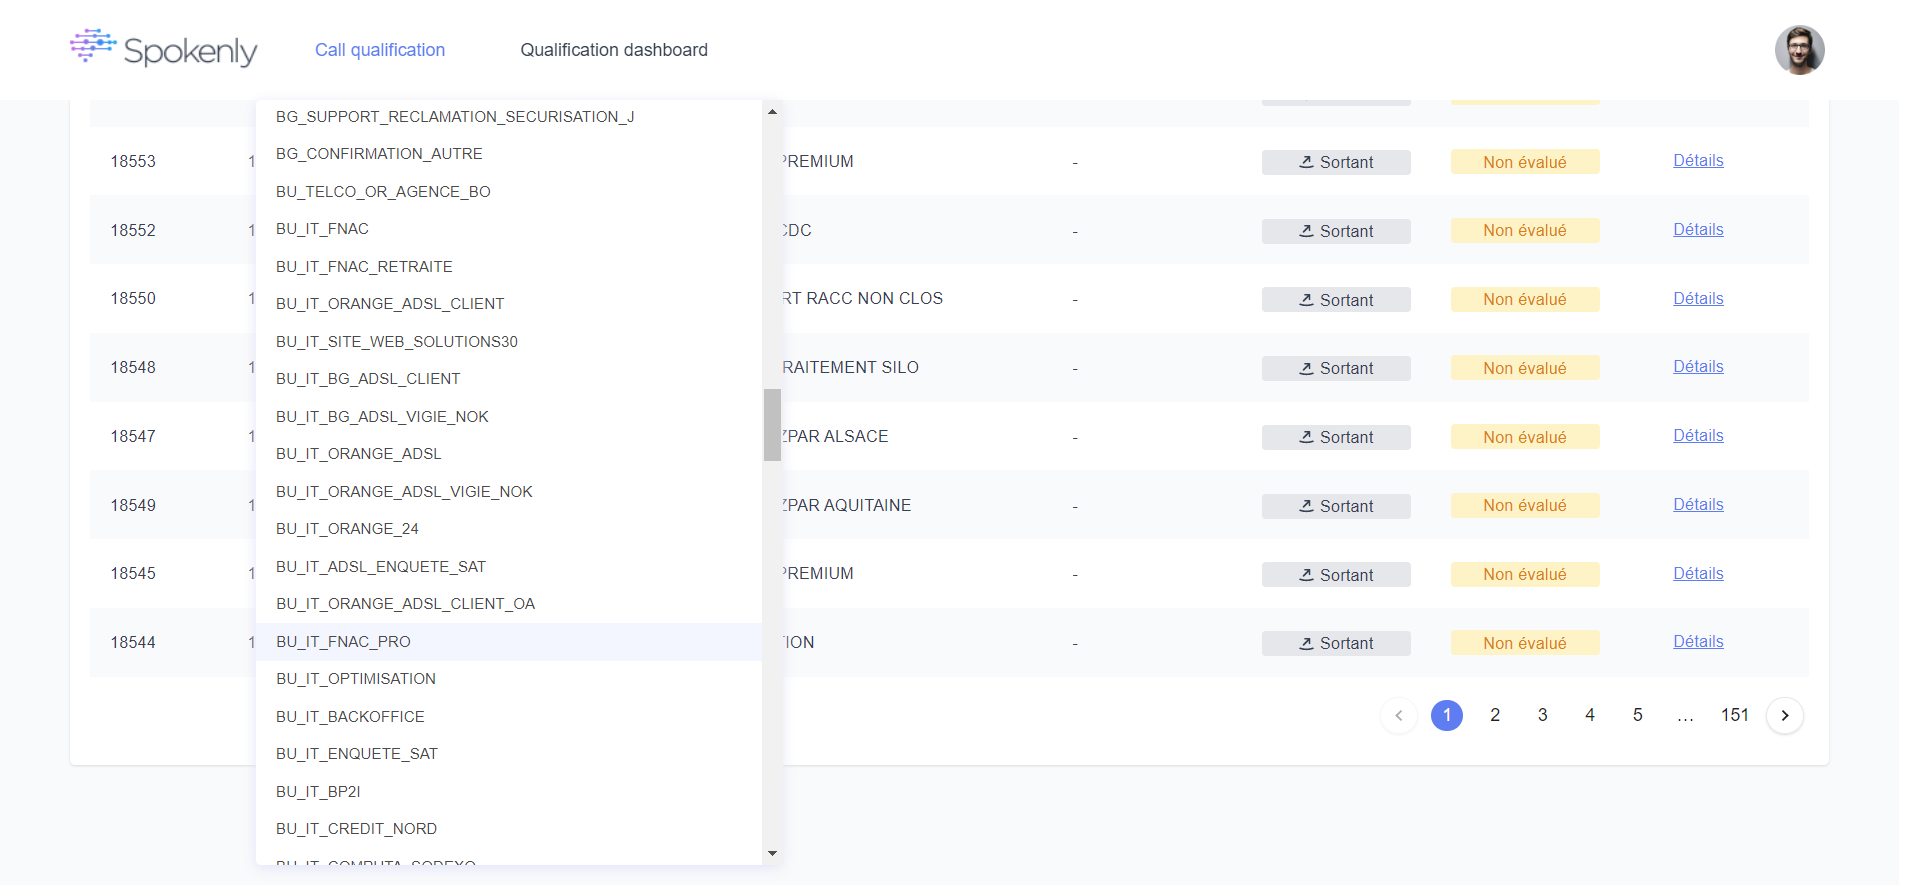 Spokenly
Call qualification
Qualification dashboard
BG_SUPPORT_RECLAMATION_SECURISATION_J
BG_CONFIRMATION_AUTRE
BU_TELCO_OR_AGENCE_BO
BU_IT_FNAC
BU_IT_FNAC_RETRAITE
BU_IT_ORANGE_ADSL_CLIENT
BU_IT_SITE_WEB_SOLUTIONS30
BU_IT_BG_ADSL_CLIENT
BU_IT_BG_ADSL_VIGIE_NOK
BU_IT_ORANGE_ADSL
BU_IT_ORANGE_ADSL_VIGIE_NOK
BU_IT_ORANGE_24
BU_IT_ADSL_ENQUETE_SAT
BU_IT_ORANGE_ADSL_CLIENT_OA
BU_IT_FNAC_PRO
BU_IT_OPTIMISATION
BU_IT_BACKOFFICE
BU_IT_ENQUETE_SAT
BU_IT_BP2I
BU_IT_CREDIT_NORD
BU_IT_COMPUTA_SODEXO
18553 1 PREMIUM - Sortant Non évalué Détails
18552 1 CDC - Sortant Non évalué Détails
18550 1 RT RACC NON CLOS - Sortant Non évalué Détails
18548 1 RAITEMENT SILO - Sortant Non évalué Détails
18547 1 ZPAR ALSACE - Sortant Non évalué Détails
18549 1 ZPAR AQUITAINE - Sortant Non évalué Détails
18545 1 PREMIUM - Sortant Non évalué Détails
18544 1 TION - Sortant Non évalué Détails
< 1 2 3 4 5 ... 151 >